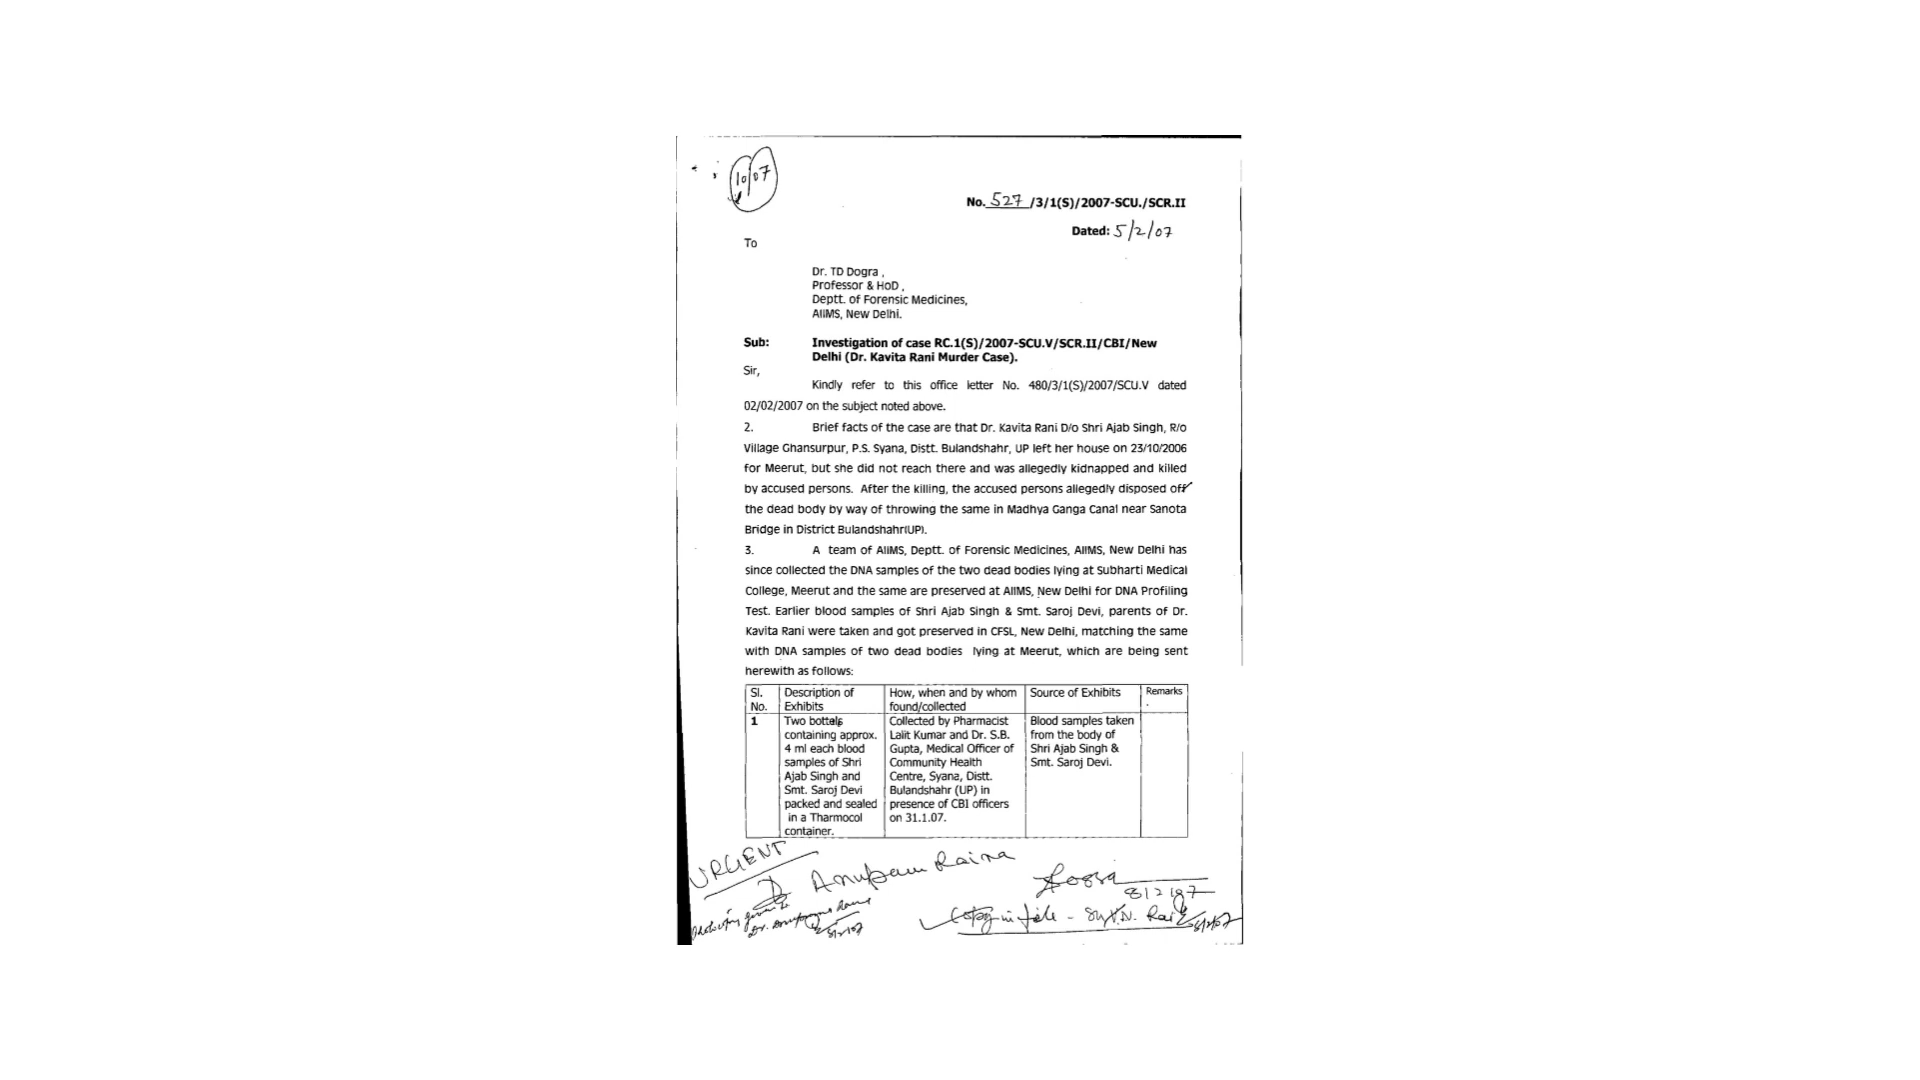 10/07
No. 527 /3/1(S)/2007-SCU./SCR.II
Dated: 5/2/07
To
Dr. TD Dogra ,
Professor & HoD ,
Deptt. of Forensic Medicines,
AIIMS, New Delhi.
Sub: Investigation of case RC.1(S)/2007-SCU.V/SCR.II/CBI/New
Delhi (Dr. Kavita Rani Murder Case).
Sir,
Kindly refer to this office letter No. 480/3/1(S)/2007/SCU.V dated
02/02/2007 on the subject noted above.
2. Brief facts of the case are that Dr. Kavita Rani D/o Shri Ajab Singh, R/o
Village Ghansurpur, P.S. Syana, Distt. Bulandshahr, UP left her house on 23/10/2006
for Meerut, but she did not reach there and was allegedly kidnapped and killed
by accused persons. After the killing, the accused persons allegedly disposed off
the dead body by way of throwing the same in Madhya Ganga Canal near Sanota
Bridge in District Bulandshahr(UP).
3. A team of AIIMS, Deptt. of Forensic Medicines, AIIMS, New Delhi has
since collected the DNA samples of the two dead bodies lying at Subharti Medical
College, Meerut and the same are preserved at AIIMS, New Delhi for DNA Profiling
Test. Earlier blood samples of Shri Ajab Singh & Smt. Saroj Devi, parents of Dr.
Kavita Rani were taken and got preserved in CFSL, New Delhi, matching the same
with DNA samples of two dead bodies lying at Meerut, which are being sent
herewith as follows:
Sl. Description of How, when and by whom Source of Exhibits Remarks
No. Exhibits found/collected .
1 Two bottels Collected by Pharmacist Blood samples taken
containing approx. Lalit Kumar and Dr. S.B. from the body of
4 ml each blood Gupta, Medical Officer of Shri Ajab Singh &
samples of Shri Community Health Smt. Saroj Devi.
Ajab Singh and Centre, Syana, Distt.
Smt. Saroj Devi Bulandshahr (UP) in
packed and sealed presence of CBI officers
in a Tharmocol on 31.1.07.
container.
URGENT
Dr Anupam Raina
Dogra
Copy in file -